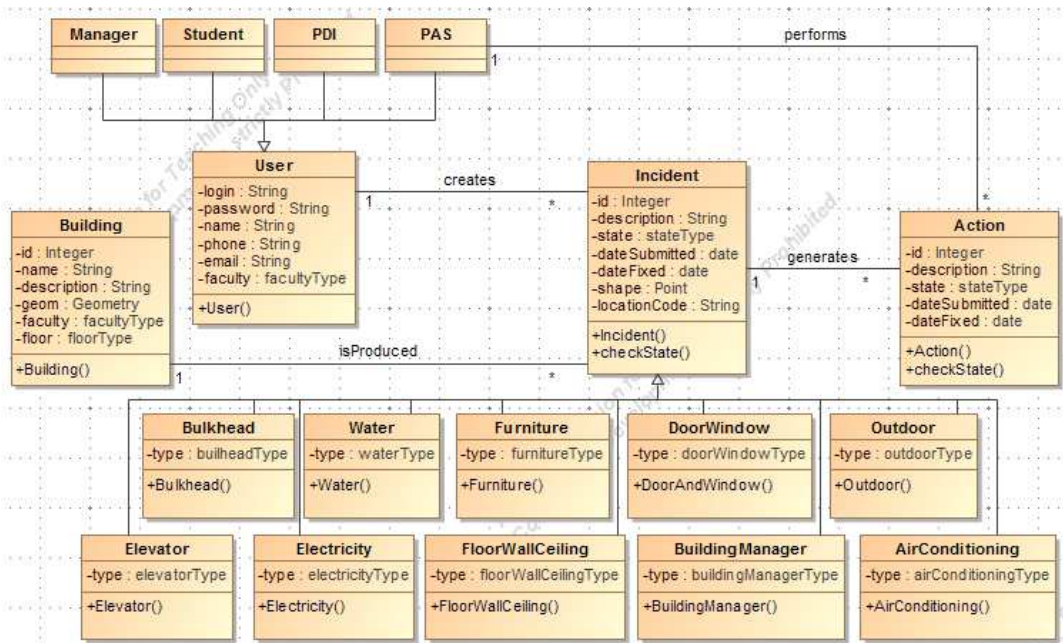 Manager
Student
PDI
PAS
1
performs
User
-login : String
-password : String
-name : String
-phone : String
-email : String
-faculty : facultyType
+User()
1
creates
*
Incident
-id : Integer
-description : String
-state : stateType
-dateSubmitted : date
-dateFixed : date
-shape : Point
-locationCode : String
+Incident()
+checkState()
1
generates
*
*
Action
-id : Integer
-description : String
-state : stateType
-dateSubmitted : date
-dateFixed : date
+Action()
+checkState()
Building
-id : Integer
-name : String
-description : String
-geom : Geometry
-faculty : facultyType
-floor : floorType
+Building()
1
isProduced
*
Bulkhead
-type : builheadType
+Bulkhead()
Water
-type : waterType
+Water()
Furniture
-type : furnitureType
+Furniture()
DoorWindow
-type : doorWindowType
+DoorAndWindow()
Outdoor
-type : outdoorType
+Outdoor()
Elevator
-type : elevatorType
+Elevator()
Electricity
-type : electricityType
+Electricity()
FloorWallCeiling
-type : floorWallCeilingType
+FloorWallCeiling()
BuildingManager
-type : buildingManagerType
+BuildingManager()
AirConditioning
-type : airConditioningType
+AirConditioning()
for Teaching Only
Prohibited.